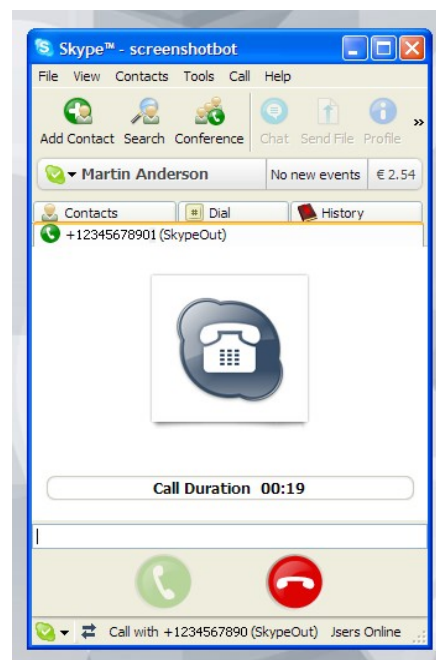 Skype™ - screenshotbot
File View Contacts Tools Call Help
Add Contact Search Conference Chat Send File Profile »
Martin Anderson No new events € 2.54
Contacts # Dial History
+12345678901 (SkypeOut)
Call Duration 00:19
Call with +1234567890 (SkypeOut) Jsers Online